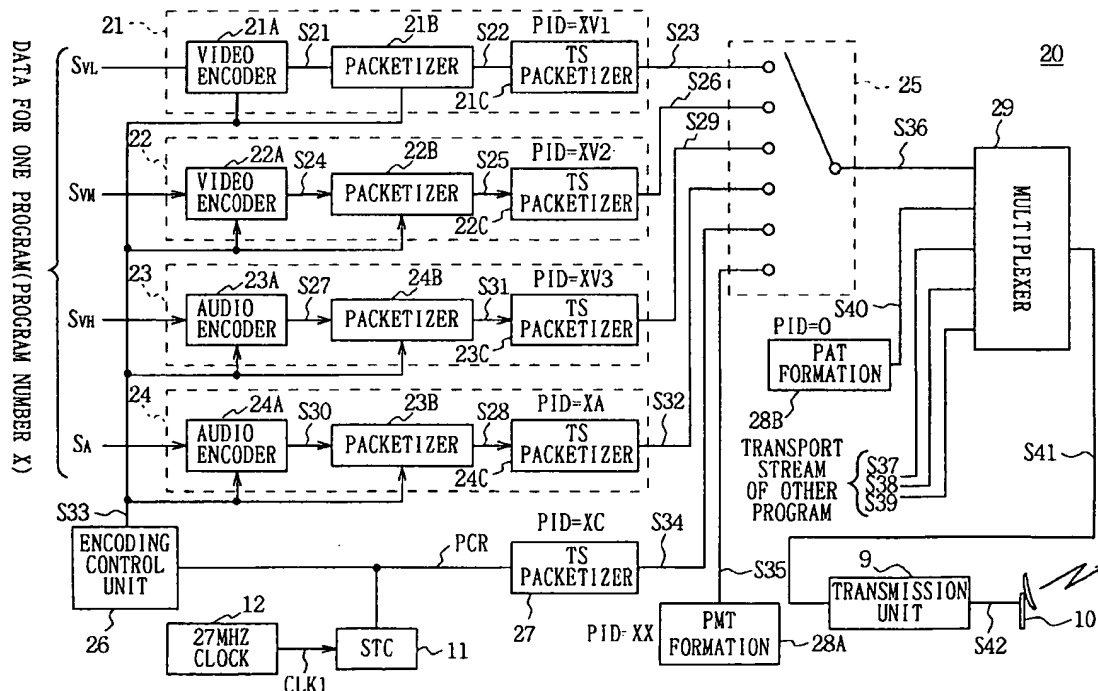 DATA FOR ONE PROGRAM(PROGRAM NUMBER X)
20
21
21A
S21
21B
S22
PID=XV1
S23
SVL
VIDEO ENCODER
PACKETIZER
TS PACKETIZER
21C
S26
S29
25
29
S36
22
22A
S24
22B
S25
PID=XV2
SVM
VIDEO ENCODER
PACKETIZER
TS PACKETIZER
22C
MULTIPLEXER
23
23A
S27
24B
S31
PID=XV3
SVH
AUDIO ENCODER
PACKETIZER
TS PACKETIZER
23C
S40
PID=0
PAT FORMATION
28B
24
24A
S30
23B
S28
PID=XA
S32
SA
AUDIO ENCODER
PACKETIZER
TS PACKETIZER
24C
TRANSPORT STREAM OF OTHER PROGRAM
S37
S38
S39
S41
S33
ENCODING CONTROL UNIT
26
PCR
PID=XC
TS PACKETIZER
27
S34
S35
9
TRANSMISSION UNIT
S42
10
12
27MHZ CLOCK
CLK1
STC
11
PID=XX
PMT FORMATION
28A